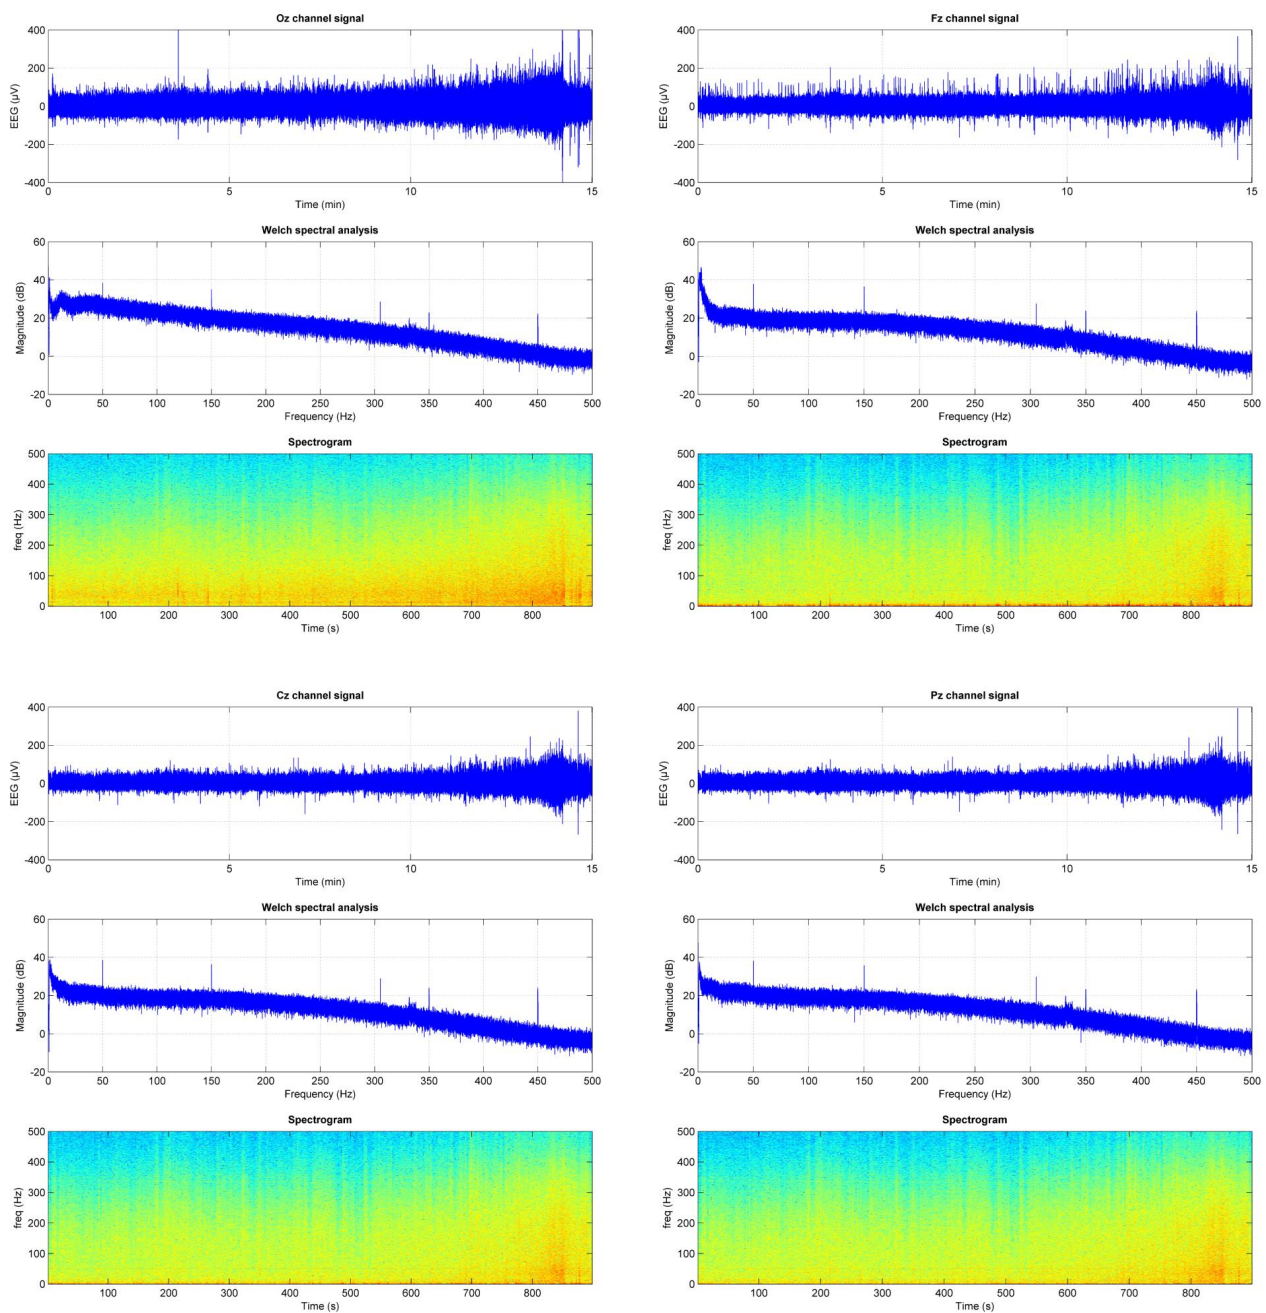 Oz channel signal
400
200
0
-200
-400
EEG (µV)
0 5 10 15
Time (min)
Welch spectral analysis
60
40
20
0
-20
Magnitude (dB)
0 50 100 150 200 250 300 350 400 450 500
Frequency (Hz)
Spectrogram
500
400
300
200
100
0
freq (Hz)
100 200 300 400 500 600 700 800
Time (s)
Fz channel signal
400
200
0
-200
-400
EEG (µV)
0 5 10 15
Time (min)
Welch spectral analysis
60
40
20
0
-20
Magnitude (dB)
0 50 100 150 200 250 300 350 400 450 500
Frequency (Hz)
Spectrogram
500
400
300
200
100
0
freq (Hz)
100 200 300 400 500 600 700 800
Time (s)
Cz channel signal
400
200
0
-200
-400
EEG (µV)
0 5 10 15
Time (min)
Welch spectral analysis
60
40
20
0
-20
Magnitude (dB)
0 50 100 150 200 250 300 350 400 450 500
Frequency (Hz)
Spectrogram
500
400
300
200
100
0
freq (Hz)
100 200 300 400 500 600 700 800
Time (s)
Pz channel signal
400
200
0
-200
-400
EEG (µV)
0 5 10 15
Time (min)
Welch spectral analysis
60
40
20
0
-20
Magnitude (dB)
0 50 100 150 200 250 300 350 400 450 500
Frequency (Hz)
Spectrogram
500
400
300
200
100
0
freq (Hz)
100 200 300 400 500 600 700 800
Time (s)